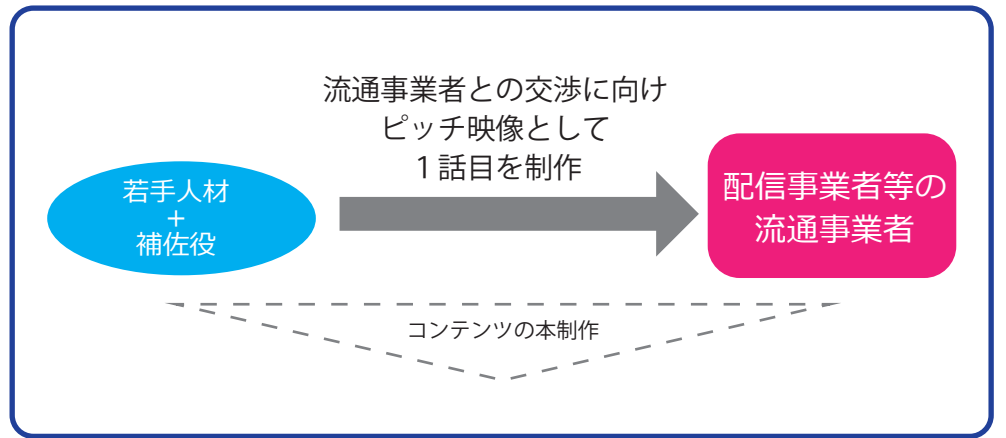 流通事業者との交渉に向け
ピッチ映像として
１話目を制作
若手人材
+
補佐役
配信事業者等の
流通事業者
コンテンツの本制作